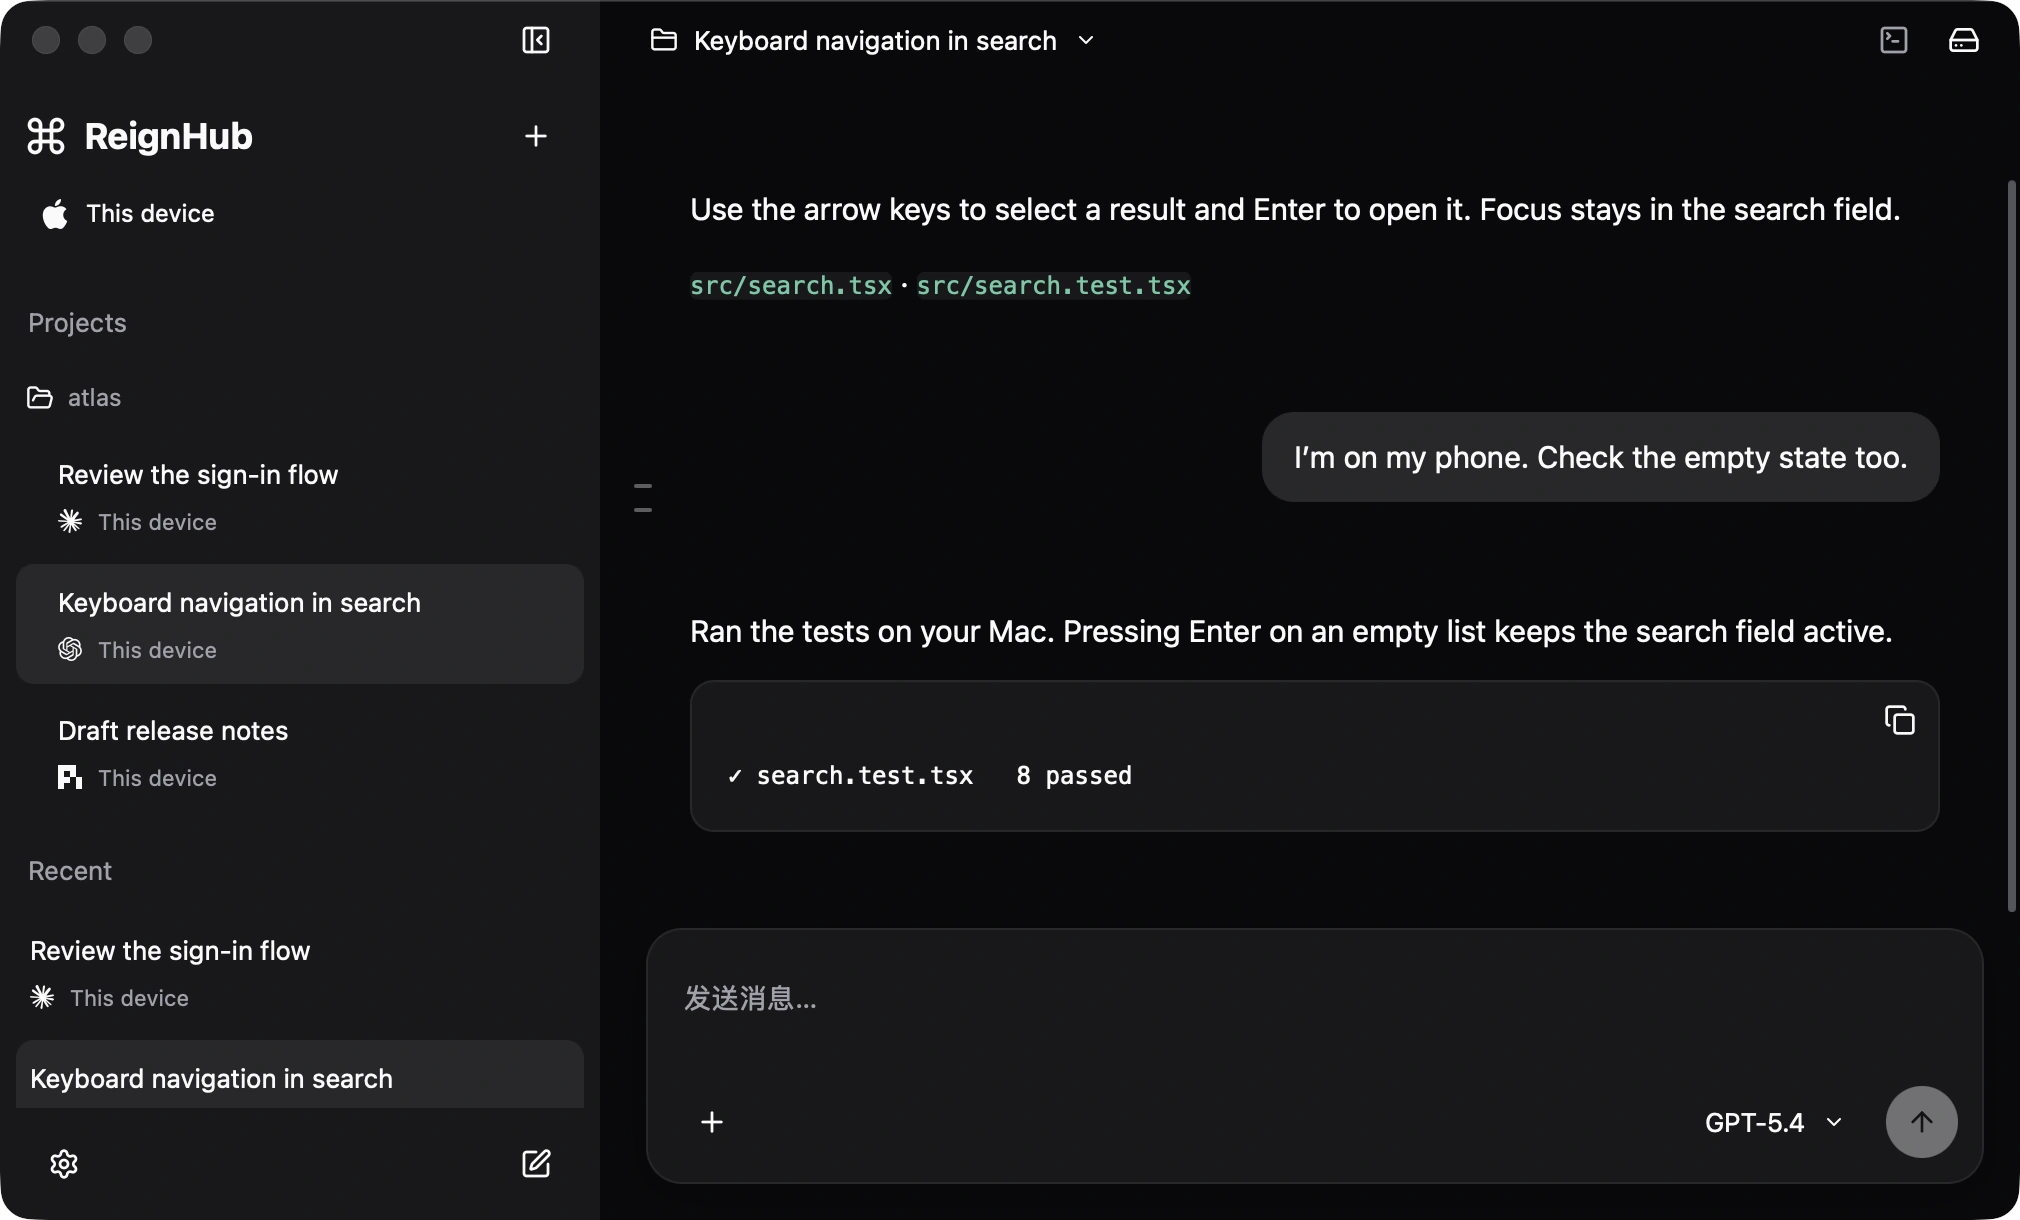 Keyboard navigation in search
ReignHub
This device
Projects
atlas
Review the sign-in flow
This device
Keyboard navigation in search
This device
Draft release notes
This device
Recent
Review the sign-in flow
This device
Keyboard navigation in search
Use the arrow keys to select a result and Enter to open it. Focus stays in the search field.
src/search.tsx · src/search.test.tsx
I’m on my phone. Check the empty state too.
Ran the tests on your Mac. Pressing Enter on an empty list keeps the search field active.
✓ search.test.tsx   8 passed
发送消息...
GPT-5.4